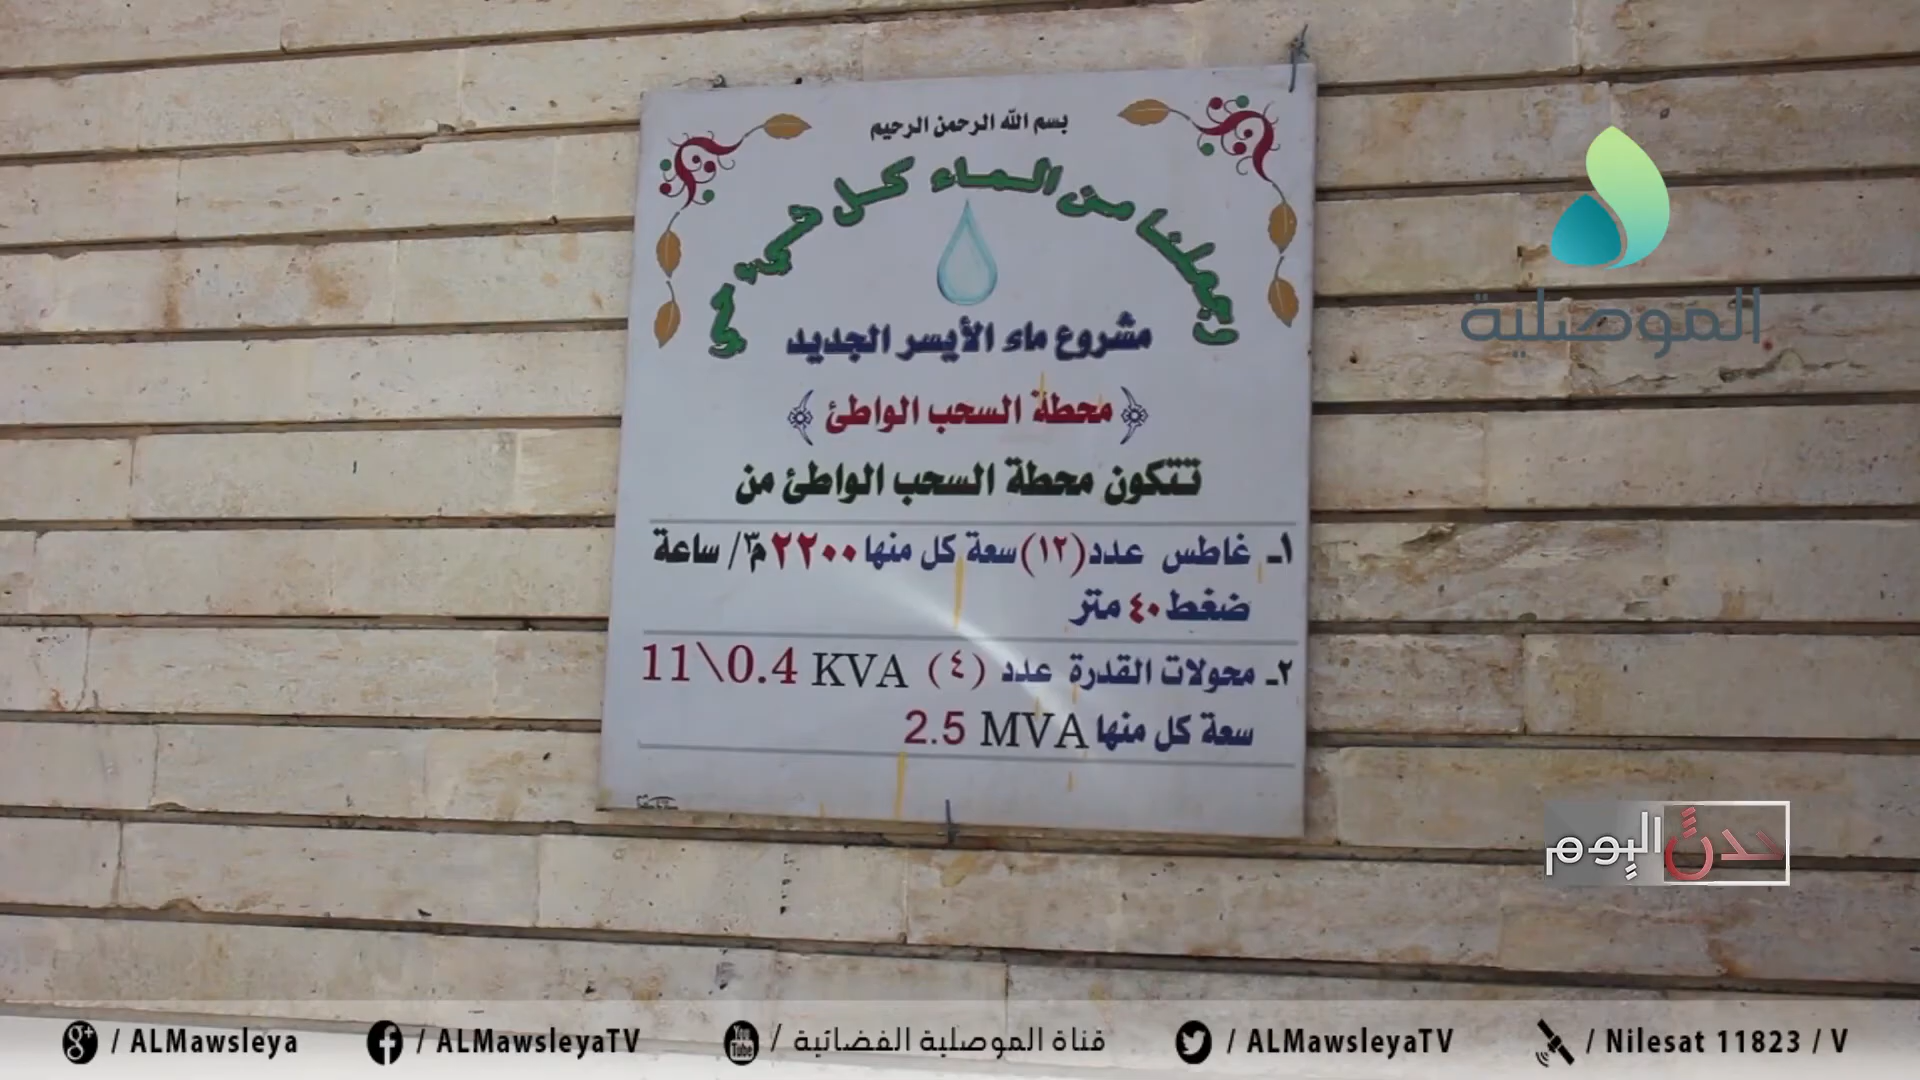 بسم الله الرحمن الرحيم
وجعلنا من الماء كل شيء حي
مشروع ماء الأيسر الجديد
محطة السحب الواطئ
تتكون محطة السحب الواطئ من
١ـ غاطس عدد (١٢) سعة كل منها ٢٢٠٠ م٣/ ساعة
ضغط ٤٠ متر
٢ـ محولات القدرة عدد (٤) 11\0.4 KVA
سعة كل منها 2.5 MVA
الموصلية
حدث اليوم
/ ALMawsleya
/ ALMawsleyaTV
/ قناة الموصلية الفضائية
/ ALMawsleyaTV
/ Nilesat 11823 / V